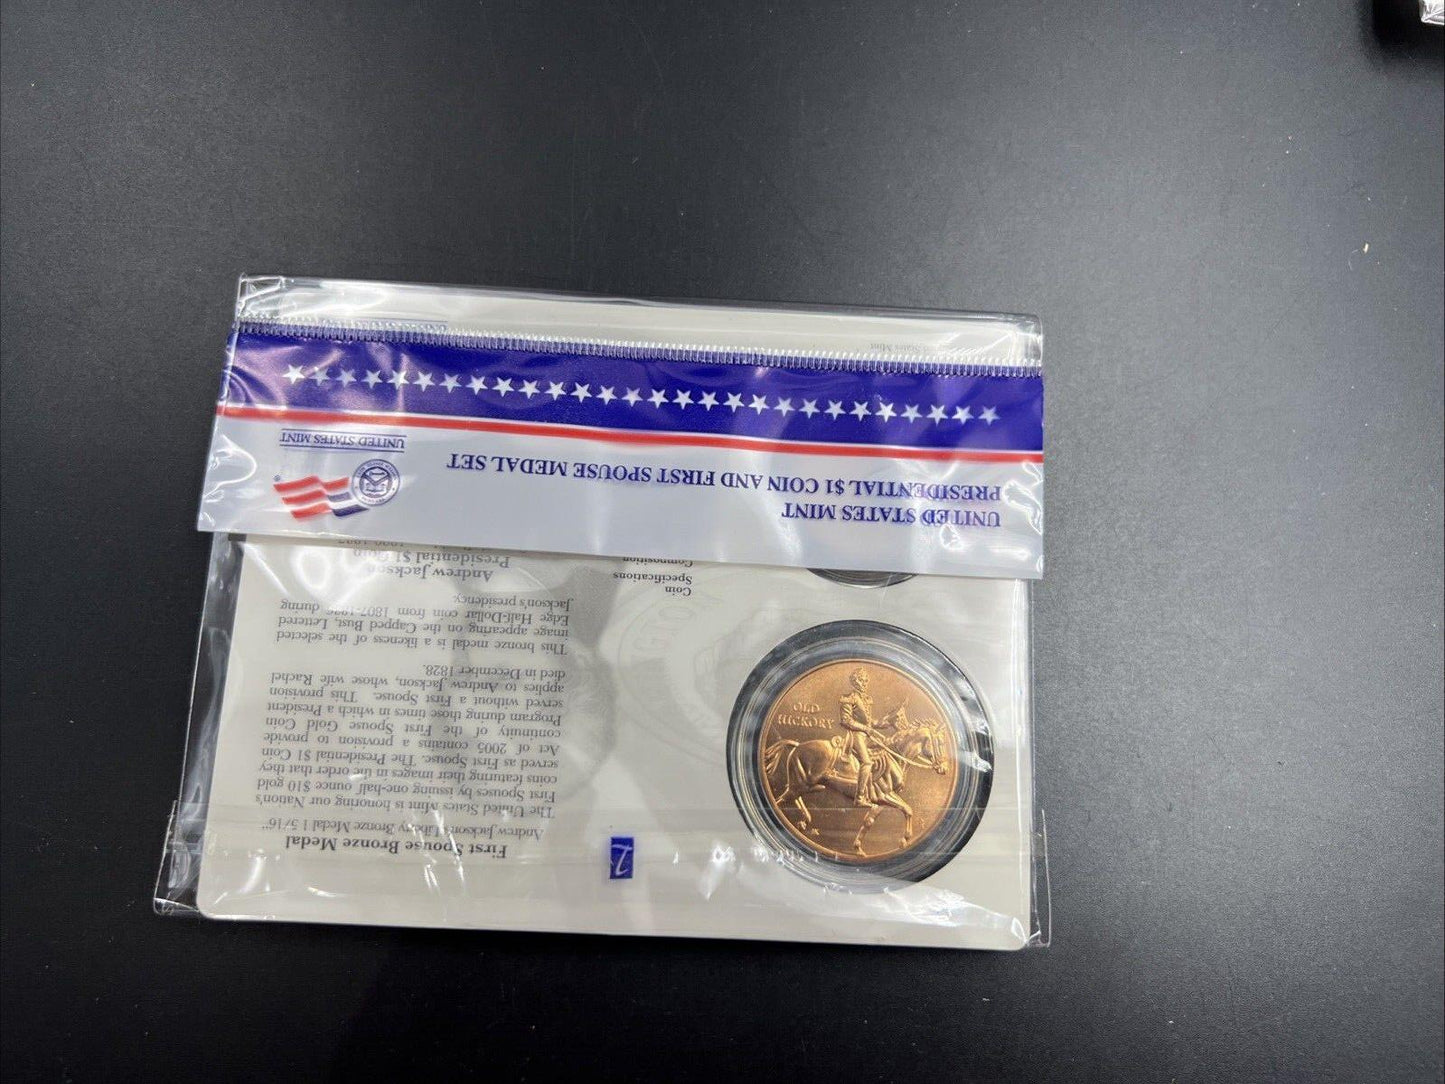 First Spouse Bronze Medal
Andrew Jackson's Liberty Bronze Medal 1 5/16"
The United States Mint is honoring our Nation's
First Spouses by issuing one-half ounce $10 gold
coins featuring their images in the order that they
served as First Spouse. The Presidential $1 Coin
Act of 2005 contains a provision to provide
continuity of the First Spouse Gold Coin
Program during those times in which a President
served without a First Spouse. This provision
applies to Andrew Jackson, whose wife Rachel
died in December 1828.
This bronze medal is a likeness of the selected
image appearing on the Capped Bust, Lettered
Edge Half-Dollar coin from 1807-1836 during
Jackson's presidency.
OLD
HICKORY
Coin
Specifications
Composition
Andrew Jackson
Presidential $1 Coin
UNITED STATES MINT
PRESIDENTIAL $1 COIN AND FIRST SPOUSE MEDAL SET
UNITED STATES MINT
States Mint